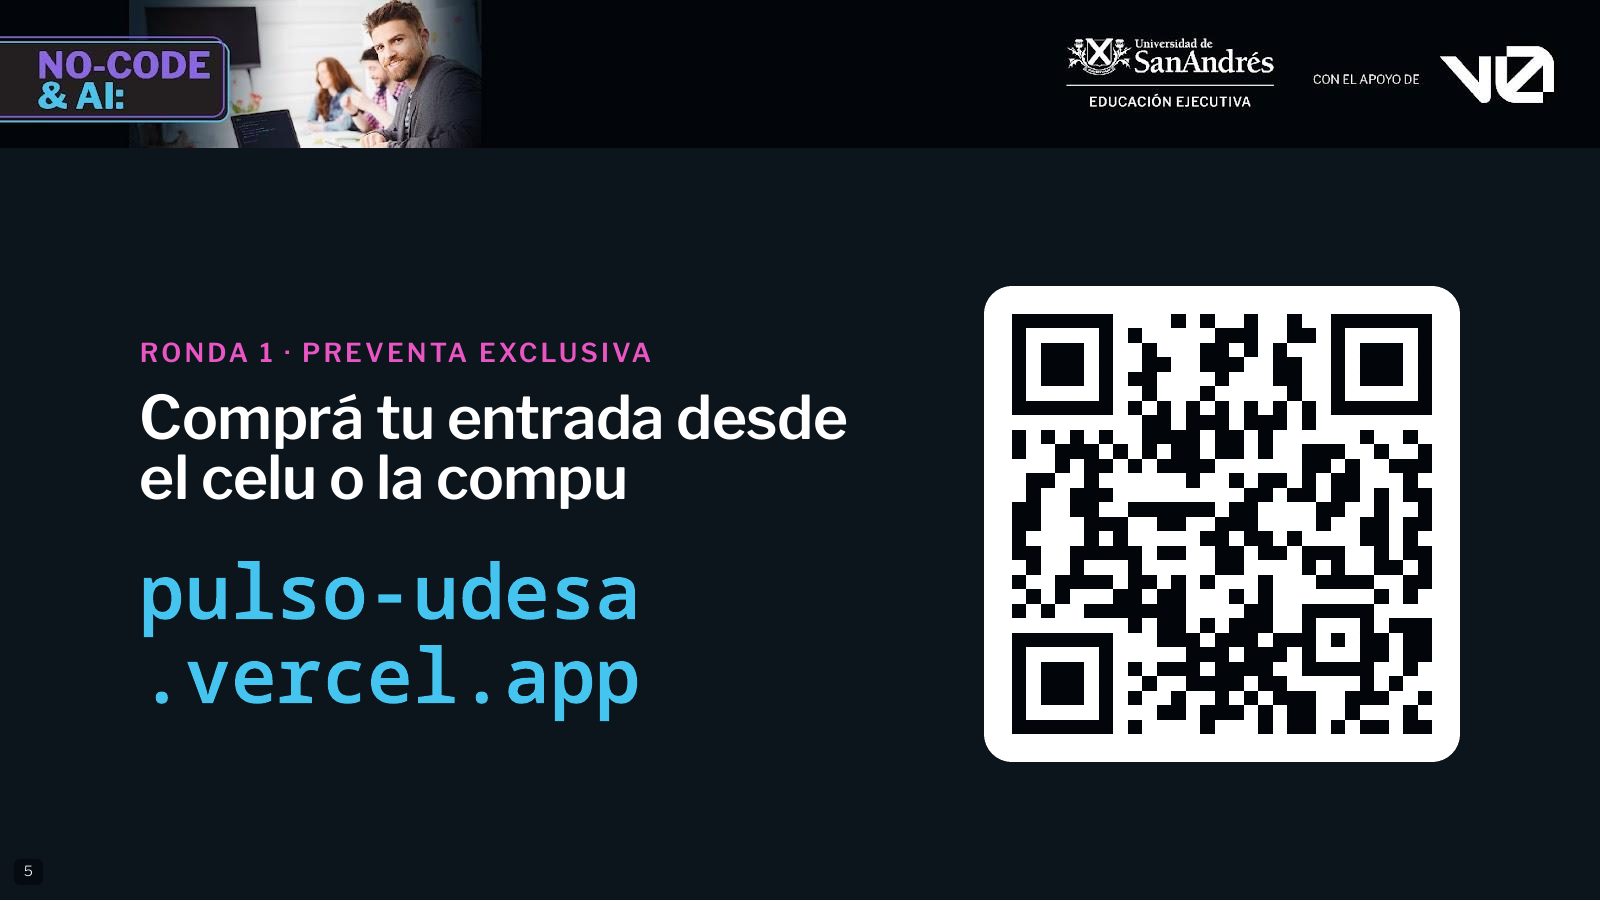 NO-CODE
& AI:
Universidad de
SanAndrés
EDUCACIÓN EJECUTIVA
CON EL APOYO DE
v0
RONDA 1 · PREVENTA EXCLUSIVA
Comprá tu entrada desde
el celu o la compu
pulso-udesa
.vercel.app
5